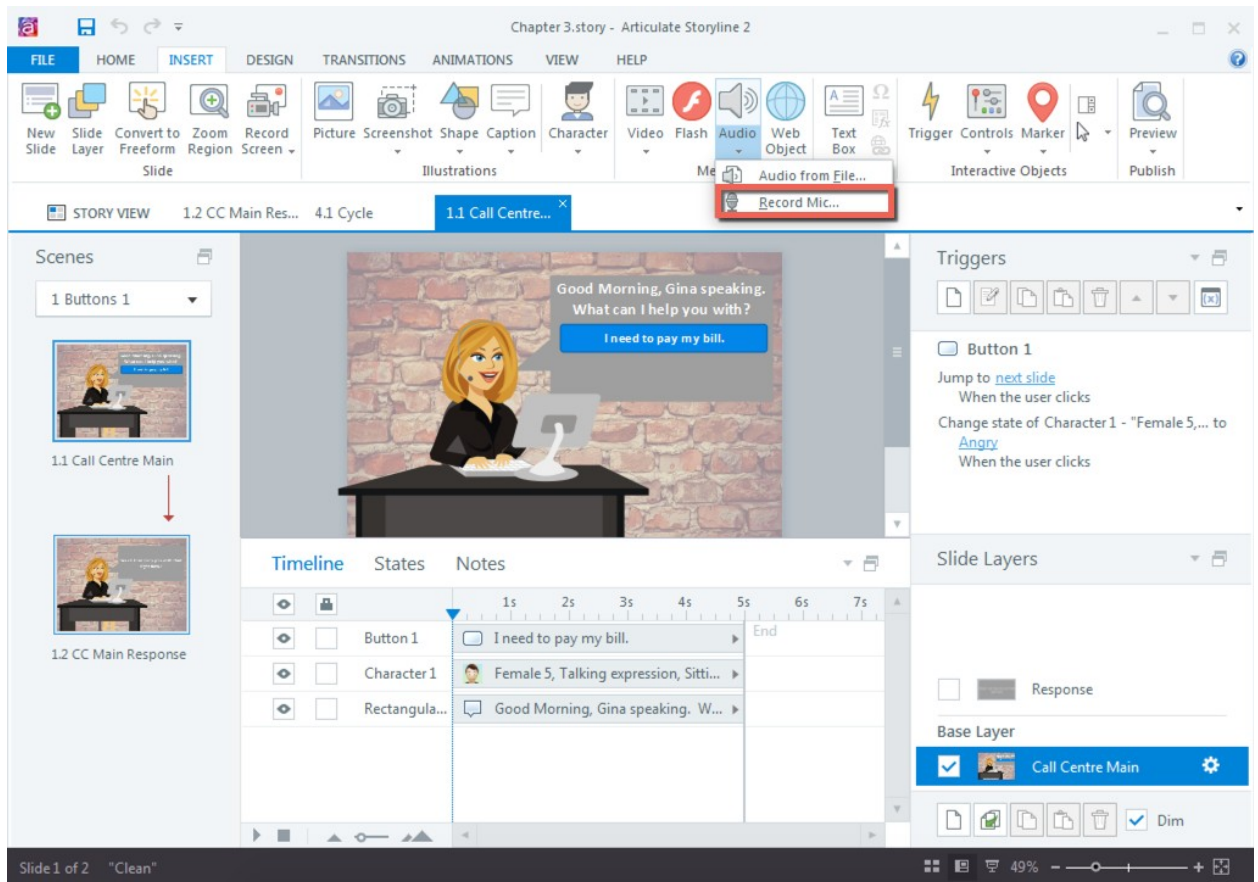 Chapter 3.story - Articulate Storyline 2
FILE HOME INSERT DESIGN TRANSITIONS ANIMATIONS VIEW HELP
New Slide Slide Layer Convert to Freeform Zoom Region Record Screen
Picture Screenshot Shape Caption Character Video Flash Audio Web Object Text Box
Trigger Controls Marker Preview
Slide Illustrations Me Interactive Objects Publish
Audio from File...
Record Mic...
STORY VIEW 1.2 CC Main Res... 4.1 Cycle 1.1 Call Centre...
Scenes
1 Buttons 1
1.1 Call Centre Main
1.2 CC Main Response
Good Morning, Gina speaking.
What can I help you with?
I need to pay my bill.
Triggers
Button 1
Jump to next slide
When the user clicks
Change state of Character 1 - "Female 5,... to
Angry
When the user clicks
Timeline States Notes
1s 2s 3s 4s 5s 6s 7s
Button 1 I need to pay my bill. End
Character 1 Female 5, Talking expression, Sitti...
Rectangula... Good Morning, Gina speaking. W...
Slide Layers
Response
Base Layer
Call Centre Main
Dim
Slide 1 of 2 "Clean" 49%